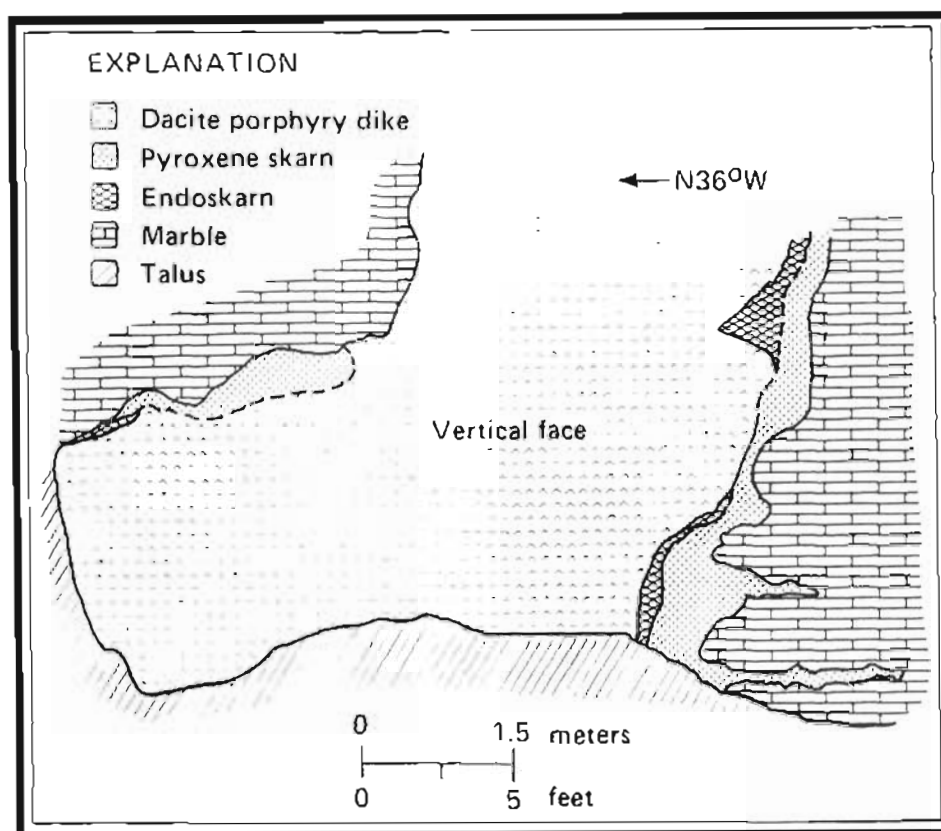 EXPLANATION
Dacite porphyry dike
Pyroxene skarn
Endoskarn
Marble
Talus
N36°W
Vertical face
0 1.5 meters
0 5 feet